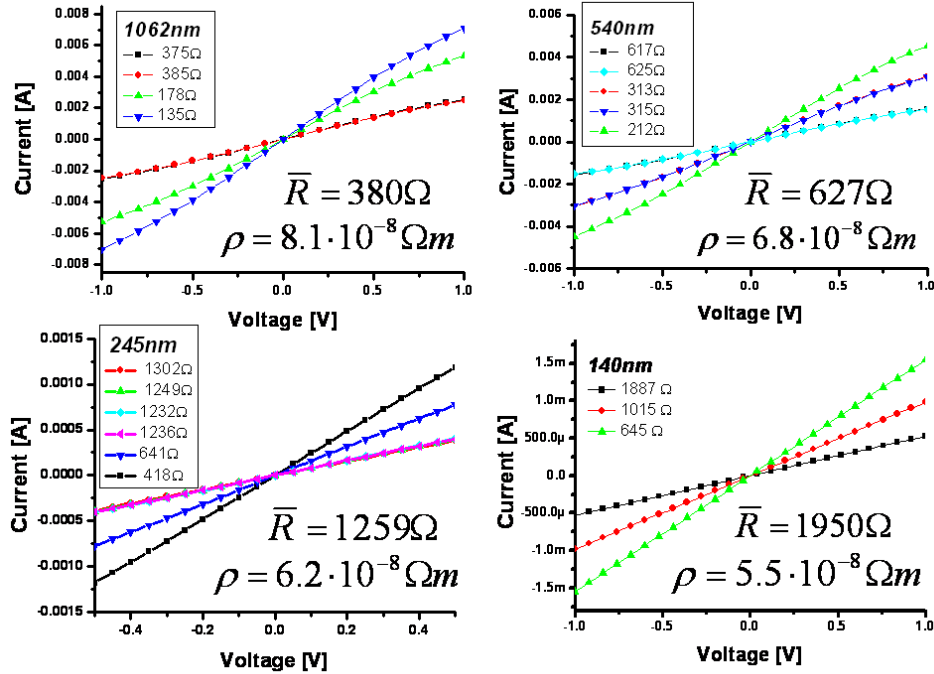 1062nm
375Ω
385Ω
178Ω
135Ω
R̅ = 380Ω
ρ = 8.1·10⁻⁸ Ωm
Current [A]
0.008
0.006
0.004
0.002
0.000
-0.002
-0.004
-0.006
-0.008
-1.0 -0.5 0.0 0.5 1.0
Voltage [V]
540nm
617Ω
625Ω
313Ω
315Ω
212Ω
R̅ = 627Ω
ρ = 6.8·10⁻⁸ Ωm
Current [A]
0.006
0.004
0.002
0.000
-0.002
-0.004
-0.006
-1.0 -0.5 0.0 0.5 1.0
Voltage [V]
245nm
1302Ω
1249Ω
1232Ω
1236Ω
641Ω
418Ω
R̅ = 1259Ω
ρ = 6.2·10⁻⁸ Ωm
Current [A]
0.0015
0.0010
0.0005
0.0000
-0.0005
-0.0010
-0.0015
-0.4 -0.2 0.0 0.2 0.4
Voltage [V]
140nm
1887 Ω
1015 Ω
645 Ω
R̅ = 1950Ω
ρ = 5.5·10⁻⁸ Ωm
Current [A]
1.5m
1.0m
500.0µ
0.0
-500.0µ
-1.0m
-1.5m
-1.0 -0.5 0.0 0.5 1.0
Voltage [V]